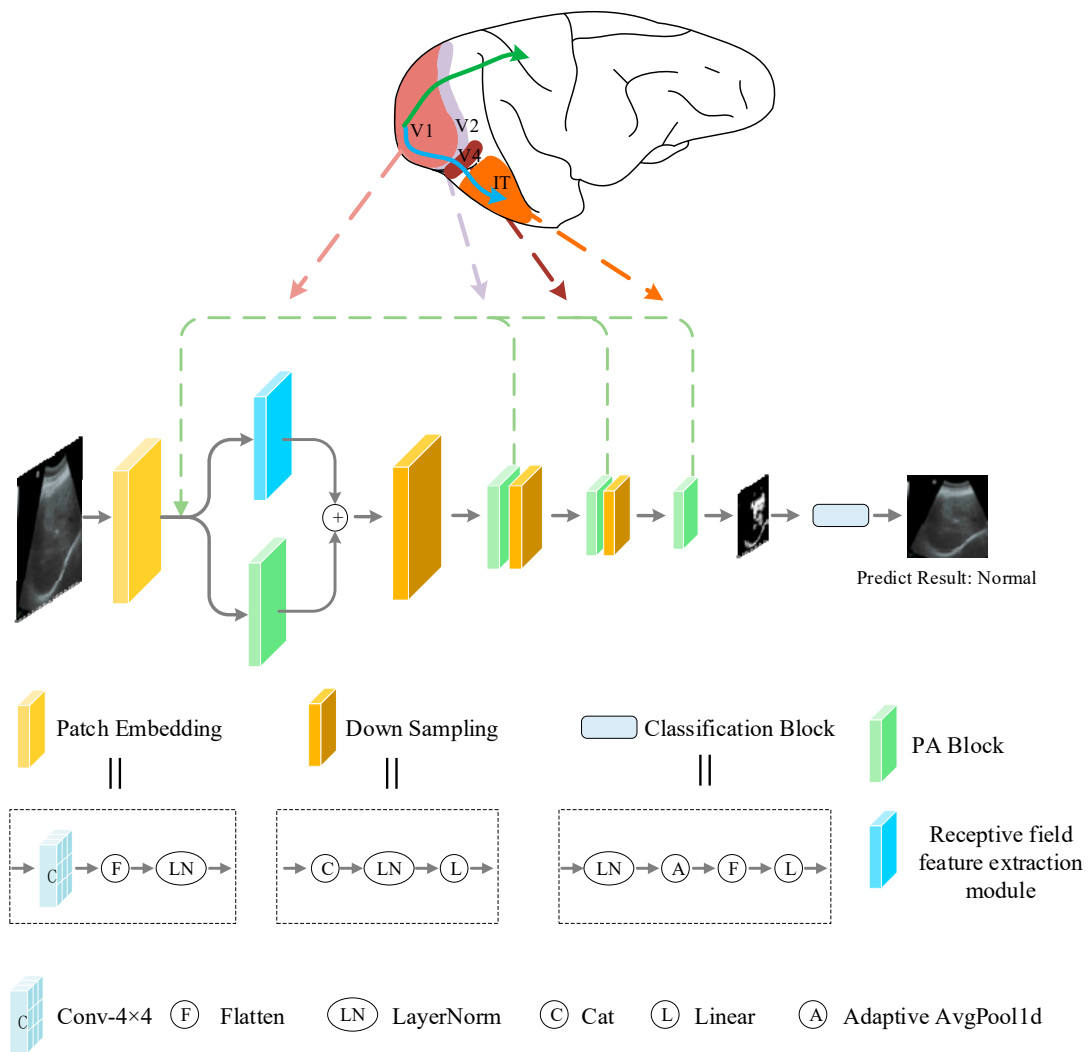 V1
V2
V4
IT
+
Predict Result: Normal
Patch Embedding
Down Sampling
Classification Block
PA Block
C
F
LN
C
LN
L
LN
A
F
L
Receptive field
feature extraction
module
C
Conv-4×4
F
Flatten
LN
LayerNorm
C
Cat
L
Linear
A
Adaptive AvgPool1d